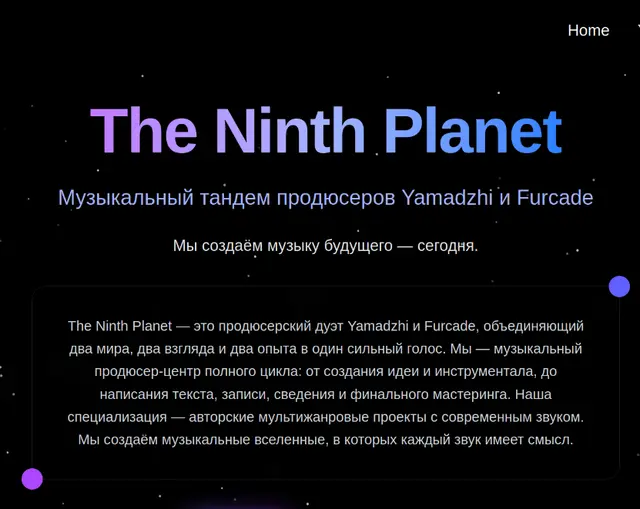 Home
The Ninth Planet
Музыкальный тандем продюсеров Yamadzhi и Furcade
Мы создаём музыку будущего — сегодня.
The Ninth Planet — это продюсерский дуэт Yamadzhi и Furcade, объединяющий
два мира, два взгляда и два опыта в один сильный голос. Мы — музыкальный
продюсер-центр полного цикла: от создания идеи и инструментала, до
написания текста, записи, сведения и финального мастеринга. Наша
специализация — авторские мультижанровые проекты с современным звуком.
Мы создаём музыкальные вселенные, в которых каждый звук имеет смысл.